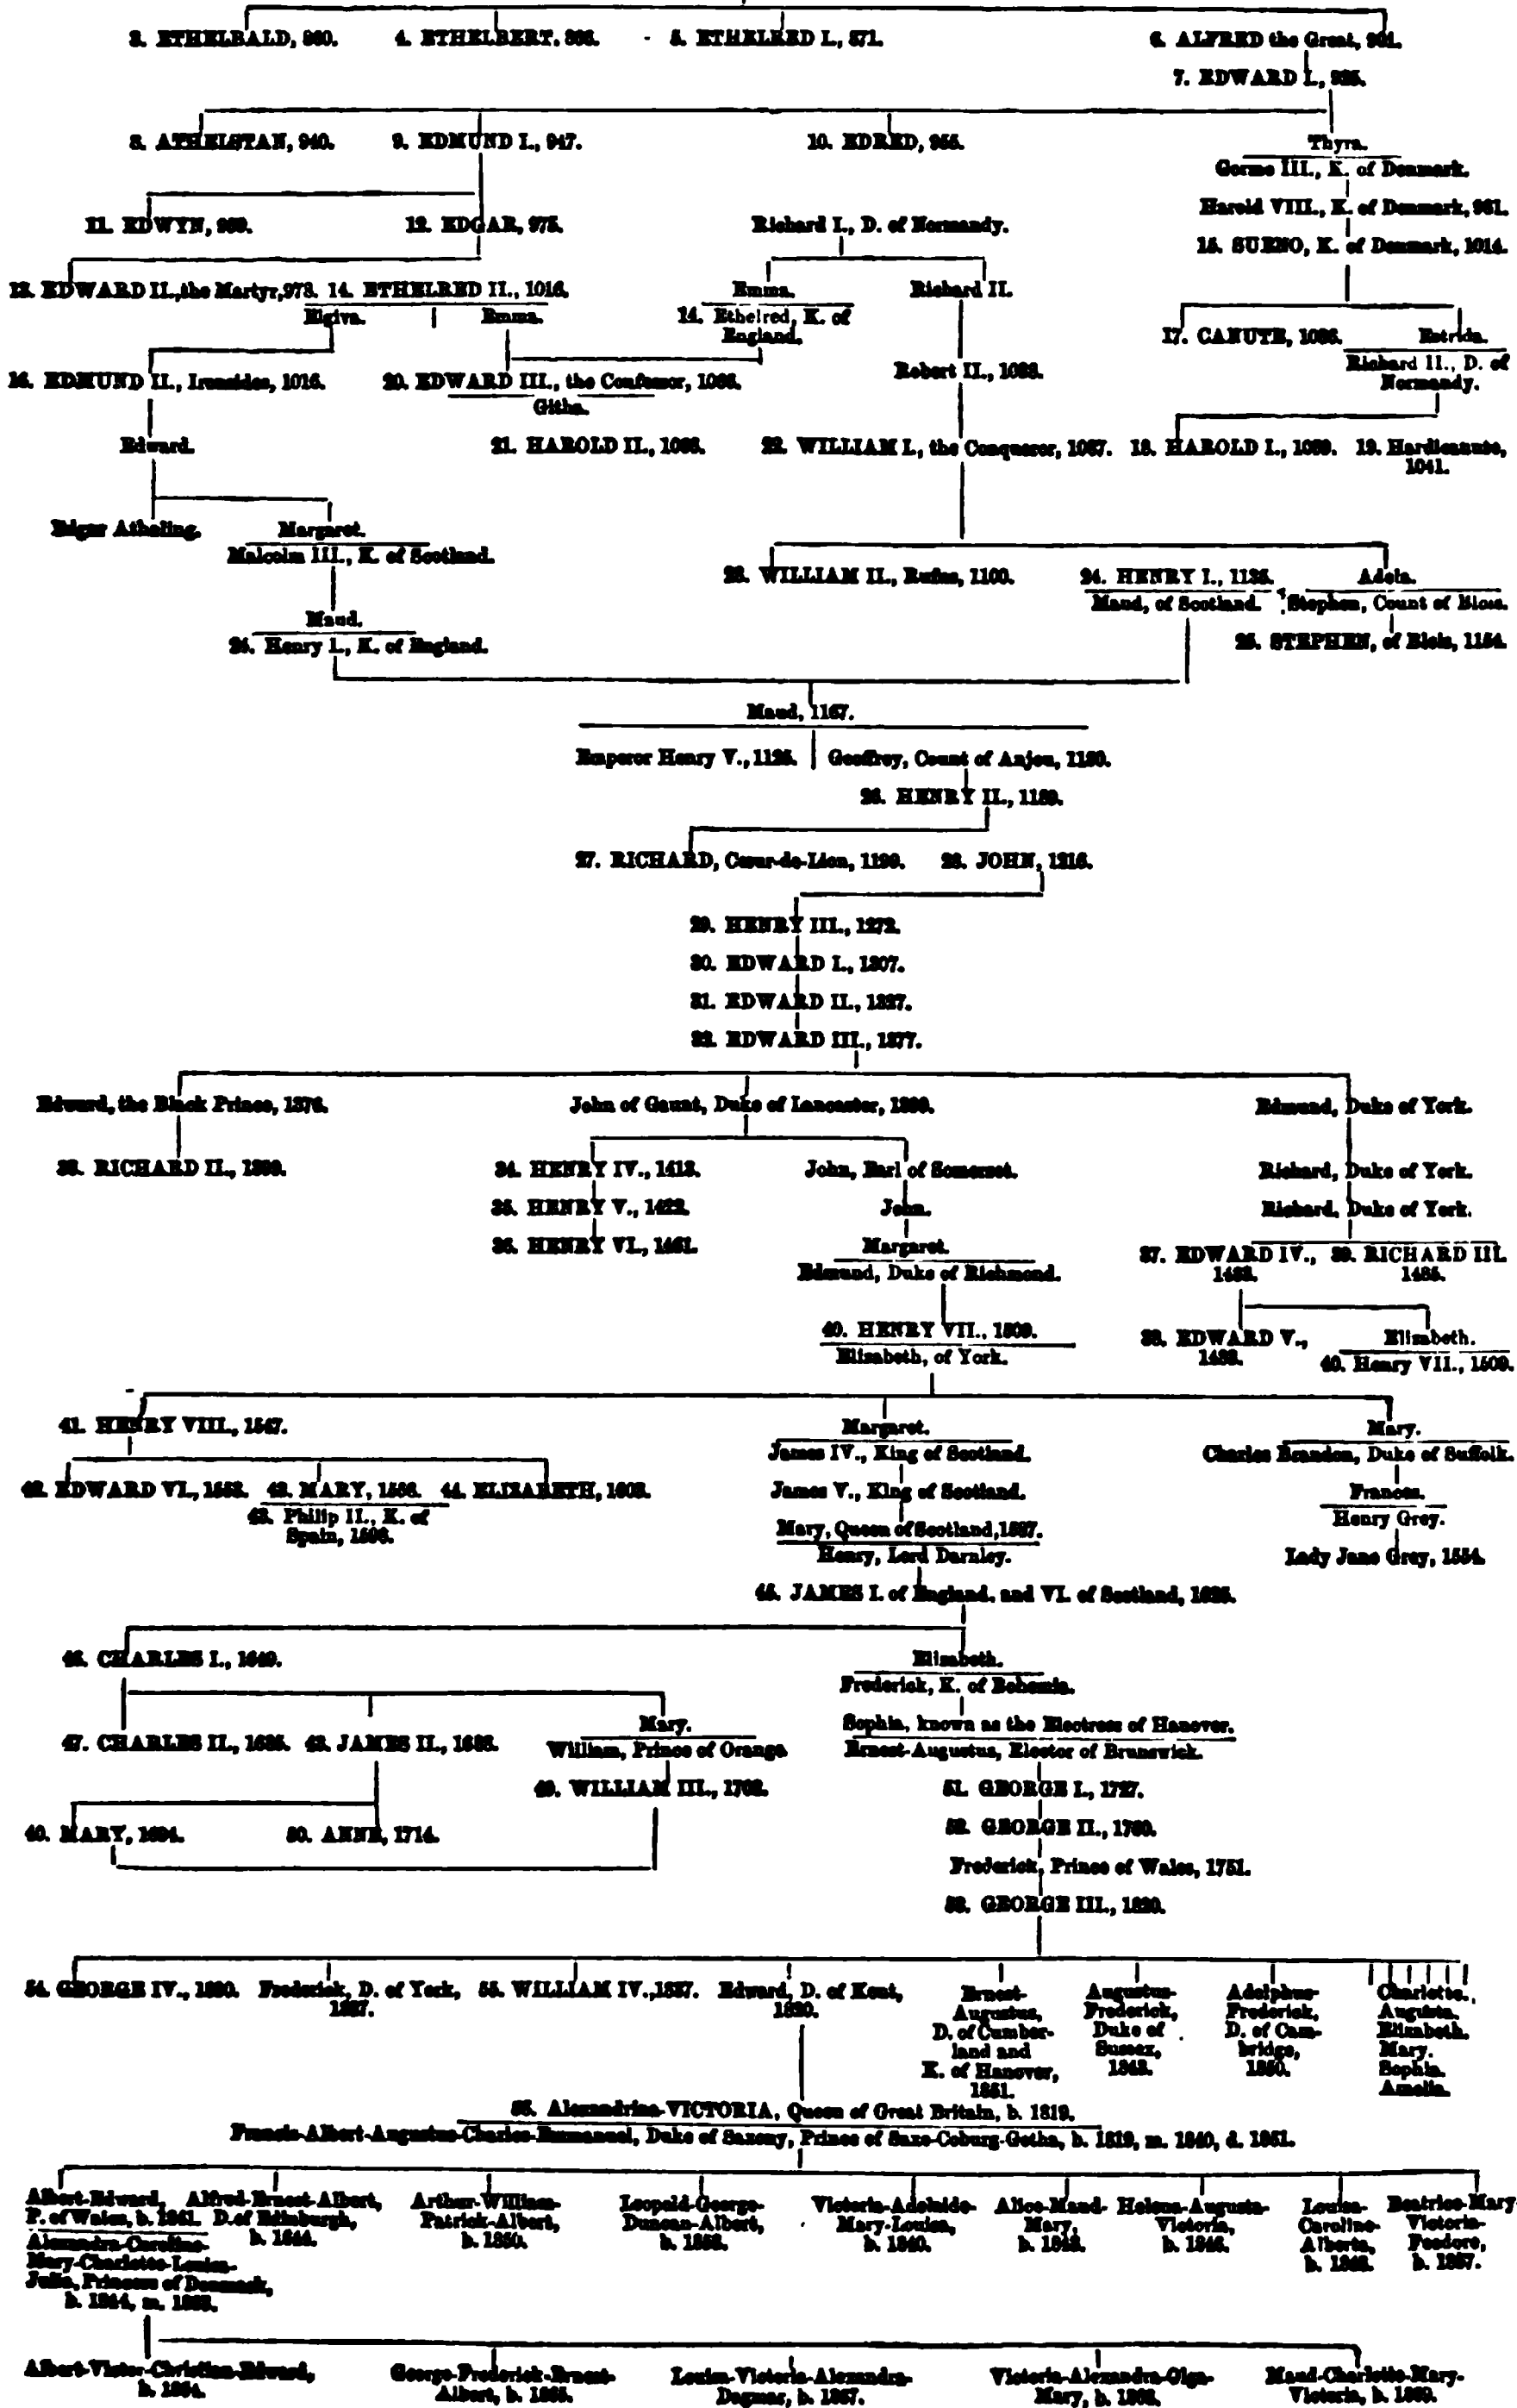 3. ETHELBALD, 860. 4. ETHELBERT, 866. 5. ETHELRED I., 871. 6. ALFRED the Great, 901.
7. EDWARD I., 925.
8. ATHELSTAN, 940. 9. EDMUND I., 947. 10. EDRED, 955. Thyra.
Gormo III., K. of Denmark.
Harold VIII., K. of Denmark, 981.
11. EDWYN, 959. 12. EDGAR, 975. Richard I., D. of Normandy.
15. SUENO, K. of Denmark, 1014.
13. EDWARD II., the Martyr, 978. 14. ETHELRED II., 1016. Emma. Richard II.
Elgiva. Emma. 14. Ethelred, K. of
England.
17. CANUTE, 1036. Estrida.
Richard II., D. of
Normandy.
16. EDMUND II., Ironsides, 1016. 20. EDWARD III., the Confessor, 1066. Robert II.,
Githa.
Edward. 21. HAROLD II., 1066. 22. WILLIAM I., the Conqueror, 1087. 18. HAROLD I., 1039. 19. Hardicanute,
1041.
Edgar Atheling. Margaret.
Malcolm III., K. of Scotland.
23. WILLIAM II., Rufus, 1100. 24. HENRY I., 1135. Adela.
Maud, of Scotland. Stephen, Count of Blois.
Maud.
24. Henry I., K. of England. 25. STEPHEN, of Blois, 1154.
Maud, 1167.
Emperor Henry V., 1125. Geoffrey, Count of Anjou,
26. HENRY II., 1189.
27. RICHARD, Cœur-de-Lion, 1199. 28. JOHN, 1216.
29. HENRY III., 1272.
30. EDWARD I., 1307.
31. EDWARD II., 1327.
32. EDWARD III., 1377.
Edward, the Black Prince, 1376. John of Gaunt, Duke of Lancaster, 1399. Edmund, Duke of York.
33. RICHARD II., 1399. 34. HENRY IV., 1413. John, Earl of Somerset. Richard, Duke of York.
35. HENRY V., 1422. John. Richard, Duke of York.
36. HENRY VI., 1461. Margaret. 37. EDWARD IV., 39. RICHARD III.
Edmund, Duke of Richmond. 1483. 1485.
40. HENRY VII., 1509. 38. EDWARD V., Elizabeth.
Elizabeth, of York. 1483. 40. Henry VII., 1509.
41. HENRY VIII., 1547. Margaret. Mary.
James IV., King of Scotland. Charles Brandon, Duke of Suffolk.
42. EDWARD VI., 1553. 43. MARY, 1558. 44. ELIZABETH, 1603. James V., King of Scotland. Frances.
43. Philip II., K. of Henry Grey.
Spain, 1598. Mary, Queen of Scotland, 1587.
Henry, Lord Darnley. Lady Jane Grey, 1554.
45. JAMES I. of England, and VI. of Scotland, 1625.
46. CHARLES I., 1649. Elizabeth.
Frederick, K. of Bohemia.
47. CHARLES II., 1685. 48. JAMES II., 1688. Mary. Sophia, known as the Electress of Hanover.
William, Prince of Orange Ernest-Augustus, Elector of Brunswick.
49. WILLIAM III., 1702. 51. GEORGE I., 1727.
MARY, 1694. 50. ANNE, 1714. 52. GEORGE II., 1760.
Frederick, Prince of Wales, 1751.
53. GEORGE III., 1820.
54. GEORGE IV., 1830. Frederick, D. of York, 55. WILLIAM IV., 1837. Edward, D. of Kent,
1827. 1820.
Ernest-
Augustus,
D. of Cumber-
land and
K. of Hanover,
1851.
Augustus-
Frederick,
Duke of
Sussex,
1843.
Adolphus-
Frederick,
D. of Cam-
bridge,
1850.
Charlotte.
Augusta.
Elizabeth.
Mary.
Sophia.
Amelia.
56. Alexandrina-VICTORIA, Queen of Great Britain, b. 1819.
Francis-Albert-Augustus-Charles-Emmanuel, Duke of Saxony, Prince of Saxe-Coburg-Gotha, b. 1819, m. 1840, d. 1861.
Albert-Edward,
P. of Wales, b. 1841.
Alexandra-Caroline-
Mary-Charlotte-Louisa-
Julia, Princess of Denmark,
b. 1844, m. 1863.
Alfred-Ernest-Albert,
D. of Edinburgh,
b. 1844.
Arthur-William-
Patrick-Albert,
b. 1850.
Leopold-George-
Duncan-Albert,
b. 1853.
Victoria-Adelaide-
Mary-Louisa,
b. 1840.
Alice-Maud-
Mary,
b. 1843.
Helena-Augusta-
Victoria,
b. 1846.
Louisa-
Caroline-
Alberta,
b. 1848.
Beatrice-Mary-
Victoria-
Feodore,
b. 1857.
Albert-Victor-Christian-Edward,
b. 1864.
George-Frederick-Ernest-
Albert, b. 1865.
Louisa-Victoria-Alexandra-
Dagmar, b. 1867.
Victoria-Alexandra-Olga-
Mary, b. 1868.
Maud-Charlotte-Mary-
Victoria, b. 1869.